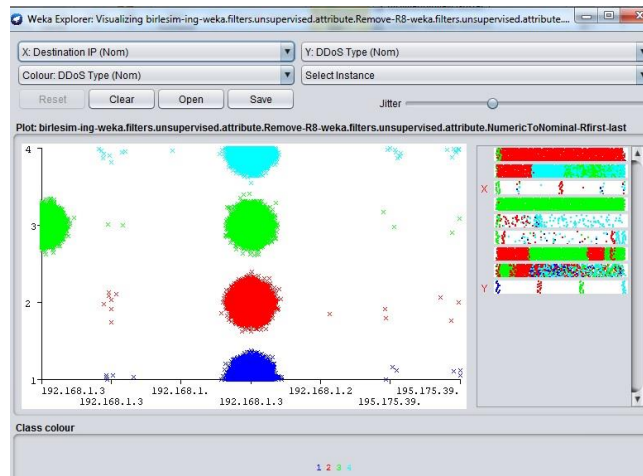 Weka Explorer: Visualizing birlesim-ing-weka.filters.unsupervised.attribute.Remove-R8-weka.filters.unsupervised.attribute....
X: Destination IP (Nom)
Y: DDoS Type (Nom)
Colour: DDoS Type (Nom)
Select Instance
Reset
Clear
Open
Save
Jitter
Plot: birlesim-ing-weka.filters.unsupervised.attribute.Remove-R8-weka.filters.unsupervised.attribute.NumericToNominal-Rfirst-last
4
3
2
1
192.168.1.3 192.168.1. 192.168.1.2 195.175.39.
192.168.1.3 192.168.1.3 195.175.39.
X
Y
Class colour
1 2 3 4